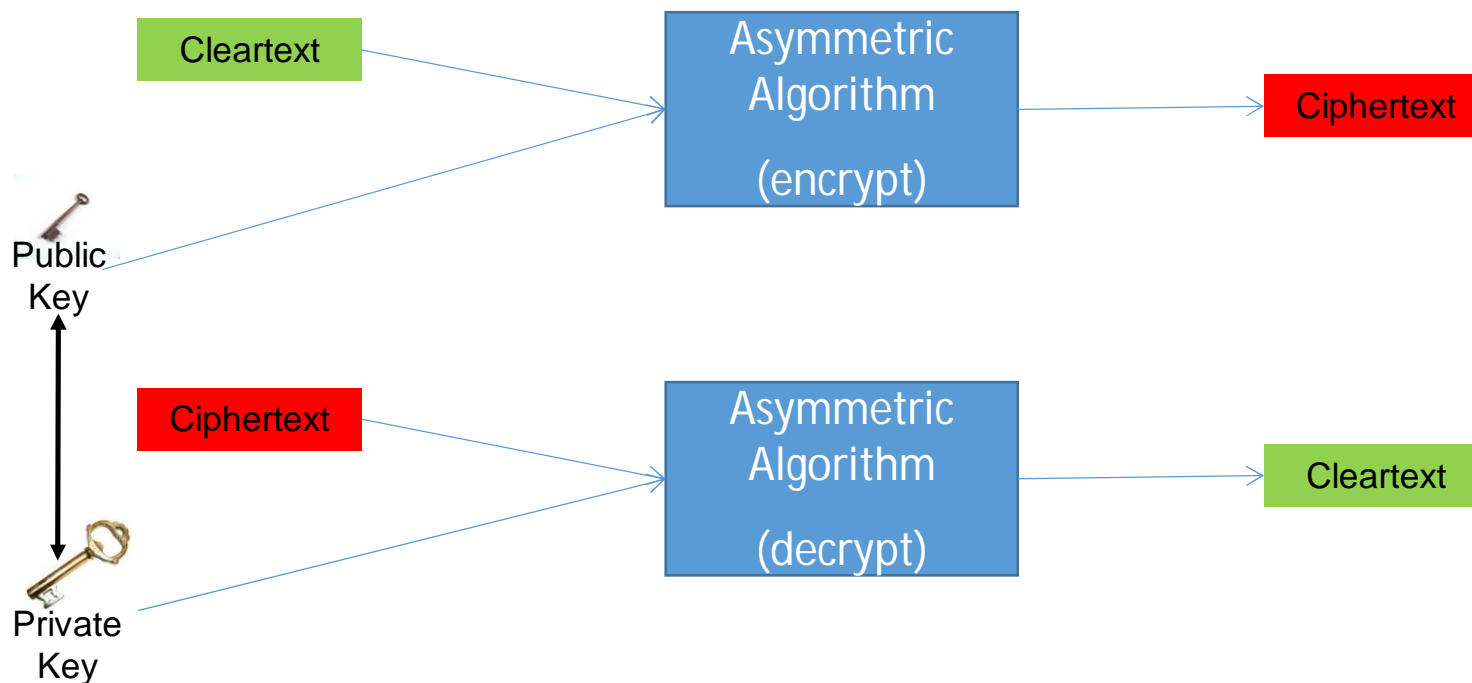 Cleartext
Asymmetric
Algorithm
(encrypt)
Ciphertext
Public
Key
Ciphertext
Asymmetric
Algorithm
(decrypt)
Cleartext
Private
Key